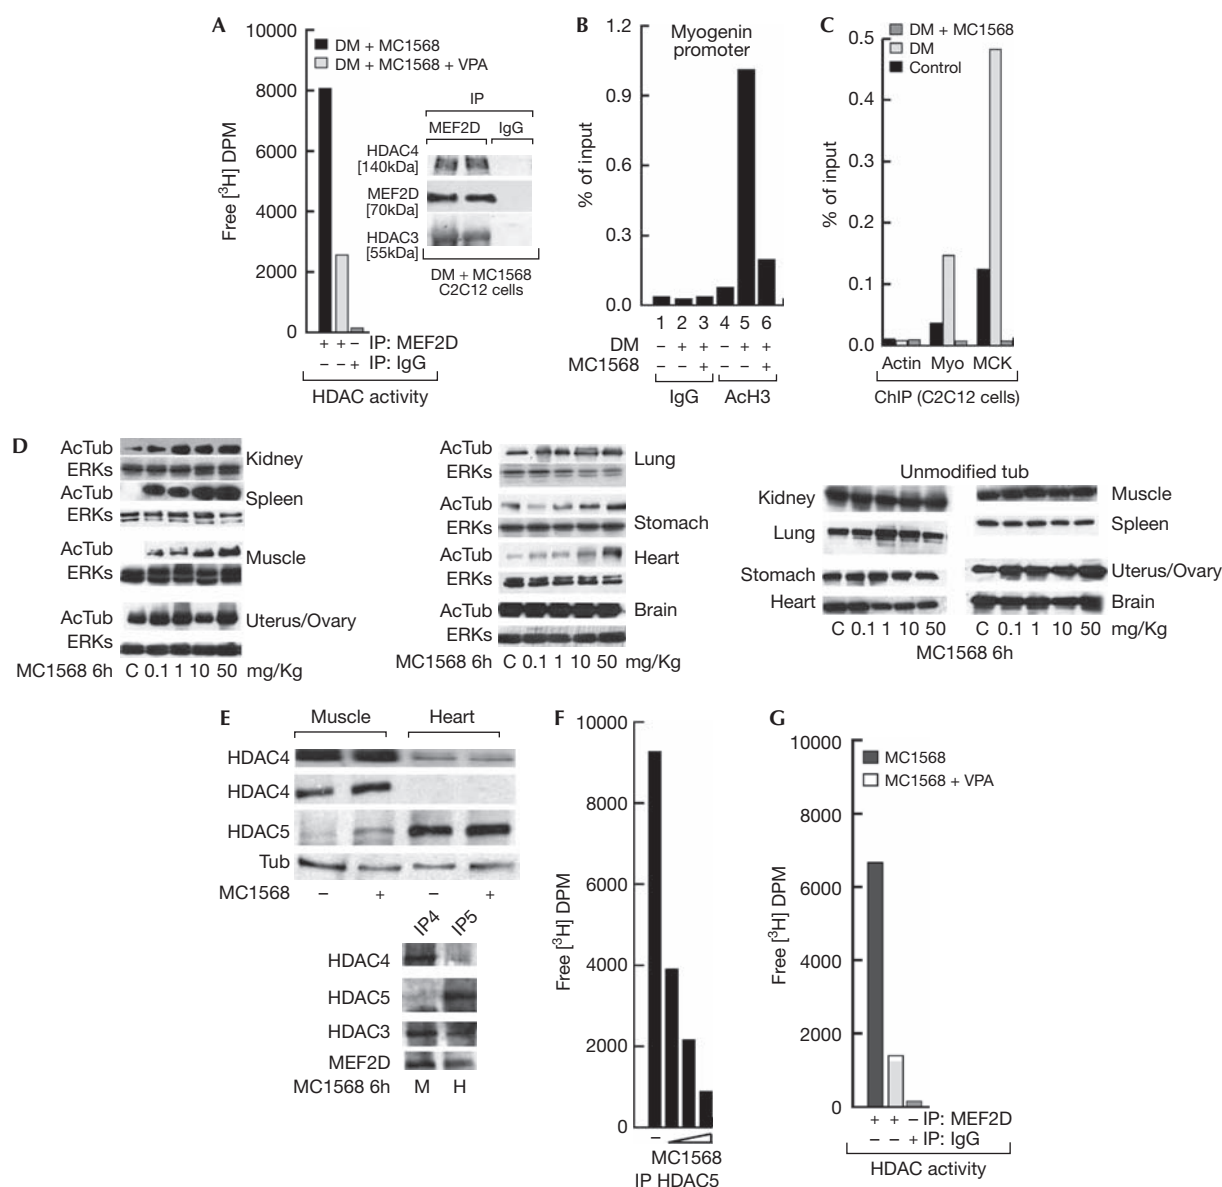 A
10000
8000
6000
4000
2000
0
Free [³H] DPM
DM + MC1568
DM + MC1568 + VPA
IP
MEF2D IgG
HDAC4
[140kDa]
MEF2D
[70kDa]
HDAC3
[55kDa]
DM + MC1568
C2C12 cells
+ + – IP: MEF2D
– – + IP: IgG
HDAC activity
B
1.2
0.9
0.6
0.3
0.0
% of input
Myogenin
promoter
1 2 3 4 5 6
DM – + + – + +
MC1568 – – + – – +
IgG AcH3
C
DM + MC1568
DM
Control
0.5
0.4
0.3
0.2
0.1
0.0
% of input
Actin Myo MCK
ChIP (C2C12 cells)
D
AcTub
ERKs
Kidney
AcTub
ERKs
Spleen
AcTub
ERKs
Muscle
AcTub
ERKs
Uterus/Ovary
MC1568 6h C 0.1 1 10 50 mg/Kg
AcTub
ERKs
Lung
AcTub
ERKs
Stomach
AcTub
ERKs
Heart
AcTub
ERKs
Brain
MC1568 6h C 0.1 1 10 50 mg/Kg
Unmodified tub
Kidney Muscle
Lung Spleen
Stomach Uterus/Ovary
Heart Brain
C 0.1 1 10 50 C 0.1 1 10 50 mg/Kg
MC1568 6h
E
Muscle Heart
HDAC4
HDAC4
HDAC5
Tub
MC1568 – + – +
IP4 IP5
HDAC4
HDAC5
HDAC3
MEF2D
MC1568 6h M H
F
10000
8000
6000
4000
2000
0
Free [³H] DPM
–
MC1568
IP HDAC5
G
10000
8000
6000
4000
2000
0
Free [³H] DPM
MC1568
MC1568 + VPA
+ + – IP: MEF2D
– – + IP: IgG
HDAC activity